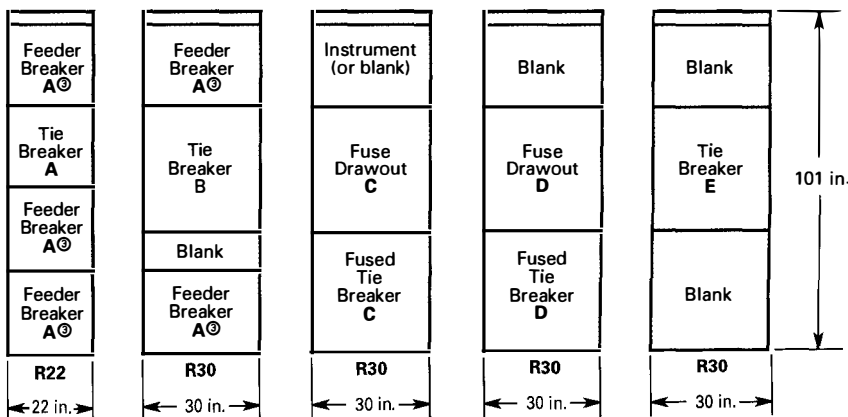 Feeder
Breaker
A③
Tie
Breaker
A
Feeder
Breaker
A③
Feeder
Breaker
A③
R22
22 in.
Feeder
Breaker
A③
Tie
Breaker
B
Blank
Feeder
Breaker
A③
R30
30 in.
Instrument
(or blank)
Fuse
Drawout
C
Fused
Tie
Breaker
C
R30
30 in.
Blank
Fuse
Drawout
D
Fused
Tie
Breaker
D
R30
30 in.
Blank
Tie
Breaker
E
Blank
R30
30 in.
101 in.